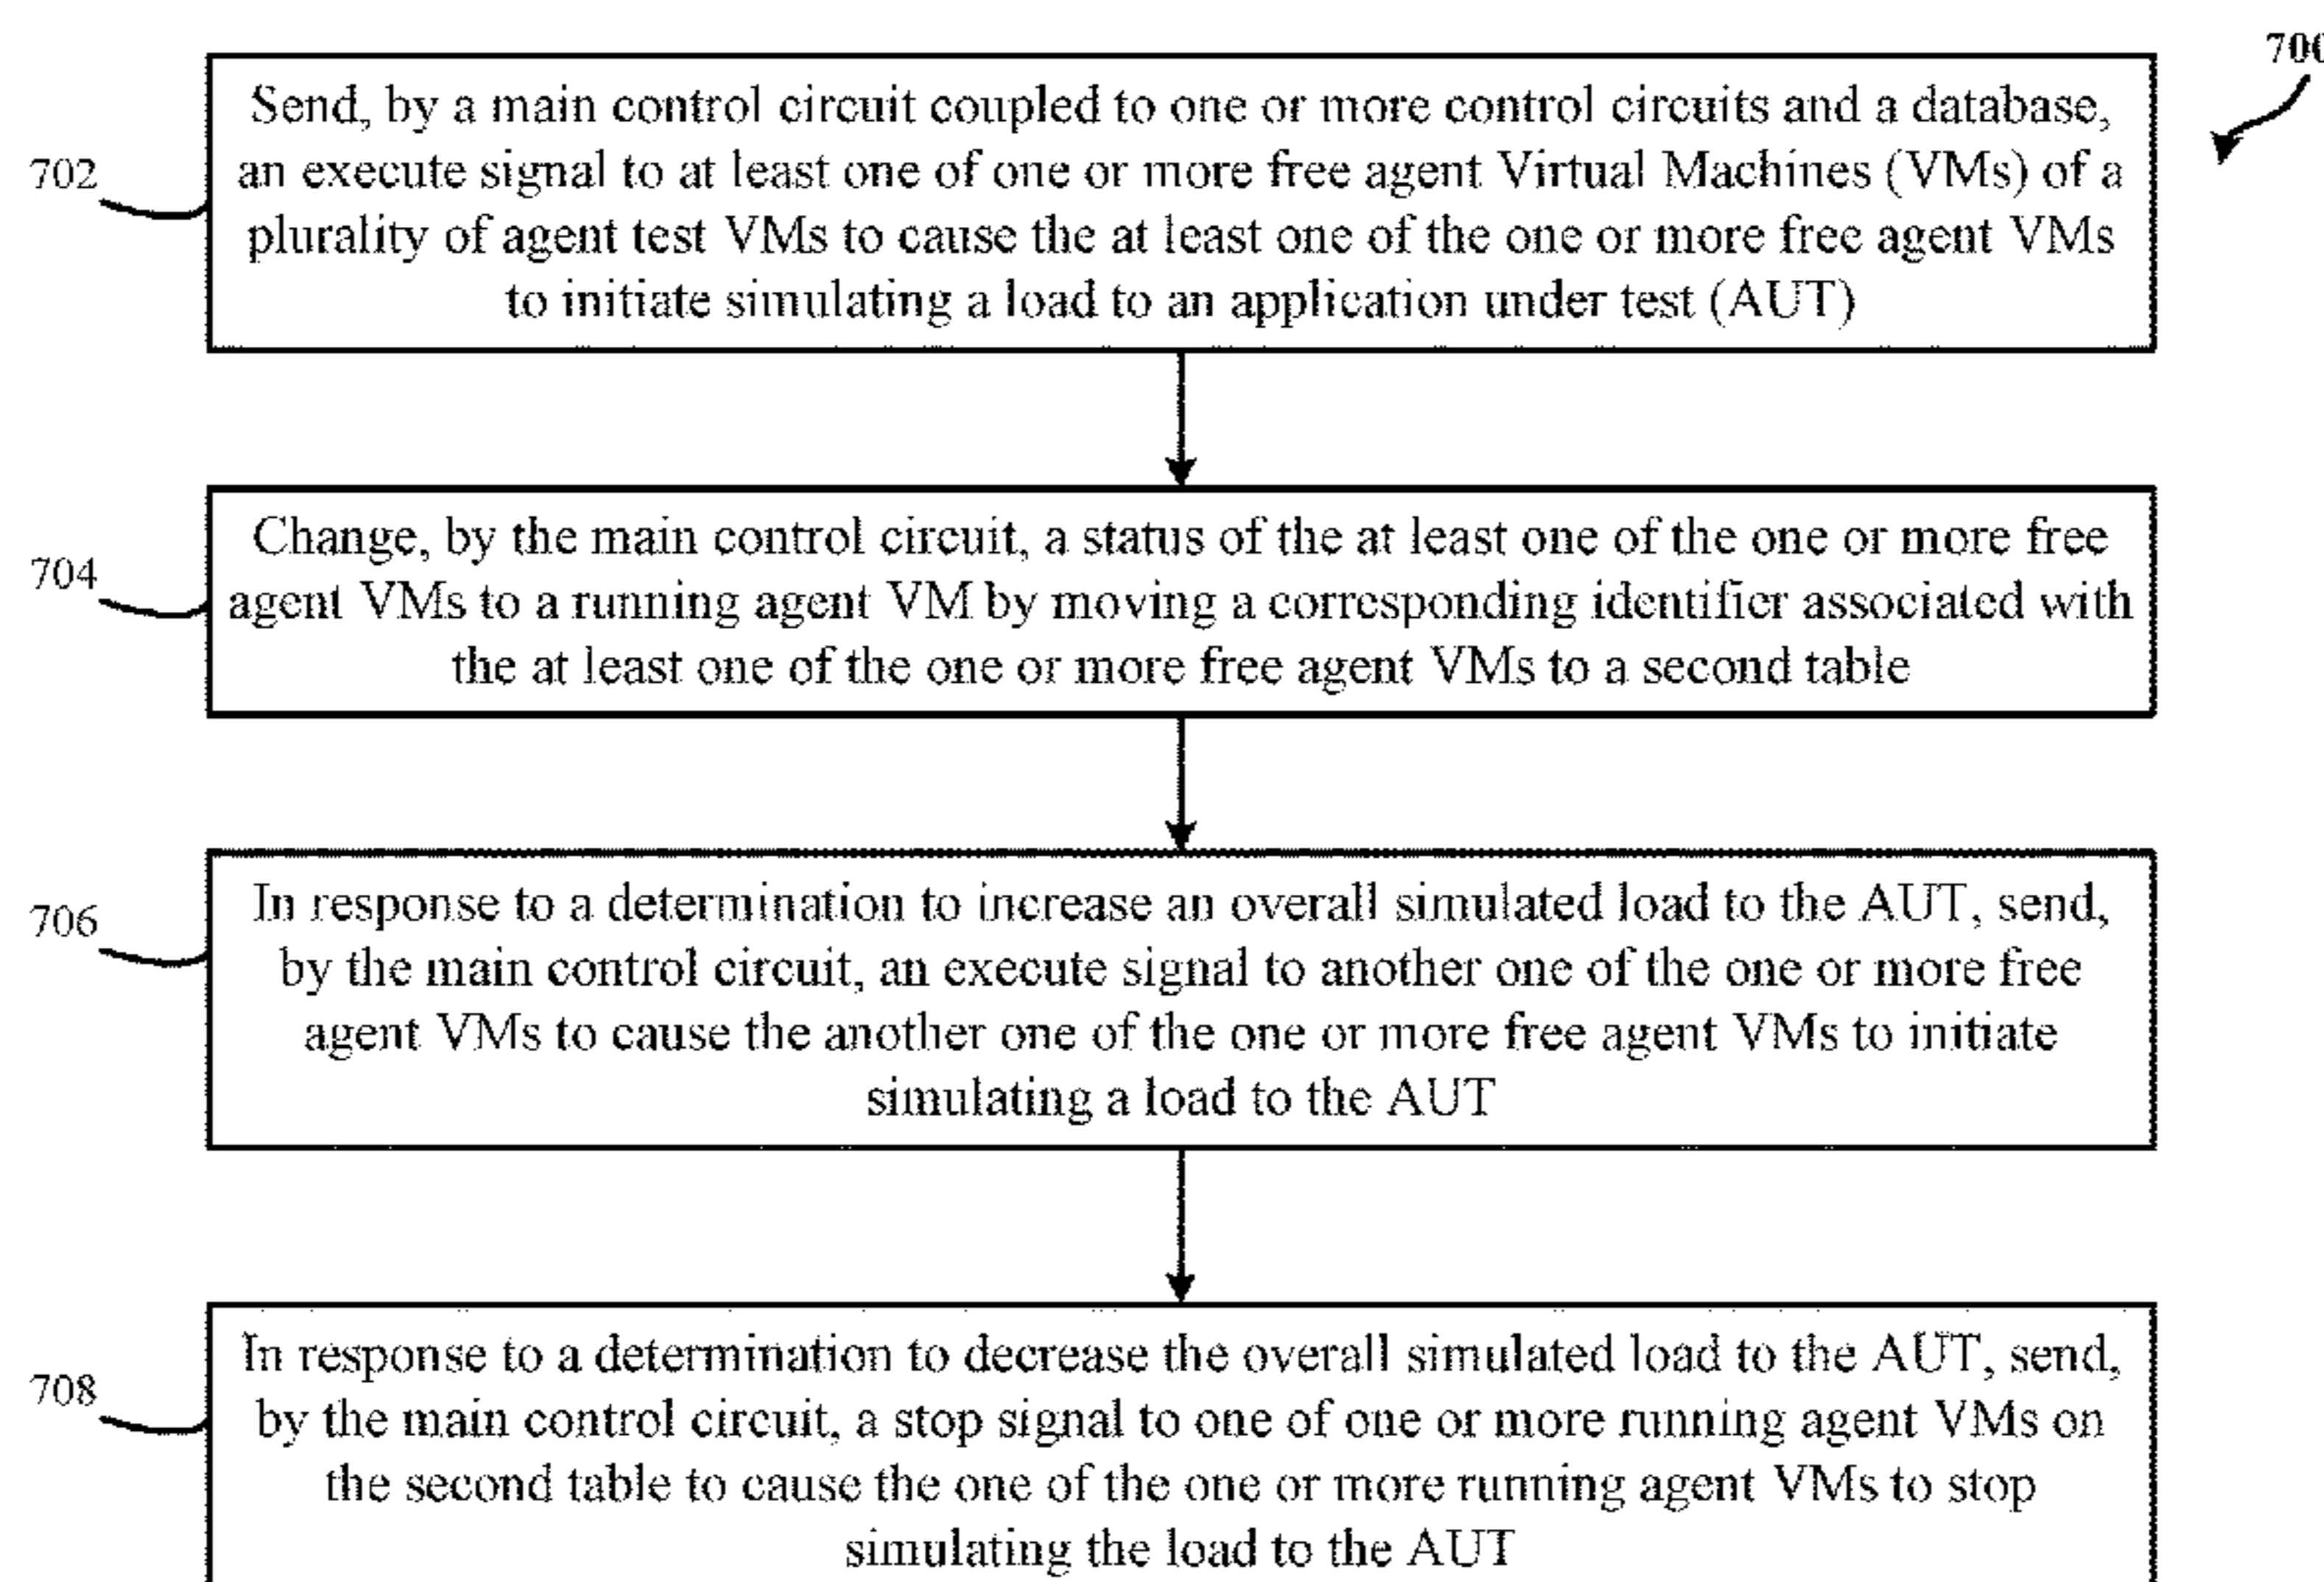 700
Send, by a main control circuit coupled to one or more control circuits and a database,
702
an execute signal to at least one of one or more free agent Virtual Machines (VMs) of a
plurality of agent test VMs to cause the at least one of the one or more free agent VMs
to initiate simulating a load to an application under test (AUT)
704
Change, by the main control circuit, a status of the at least one of the one or more free
agent VMs to a running agent VM by moving a corresponding identifier associated with
the at least one of the one or more free agent VMs to a second table
706
In response to a determination to increase an overall simulated load to the AUT, send,
by the main control circuit, an execute signal to another one of the one or more free
agent VMs to cause the another one of the one or more free agent VMs to initiate
simulating a load to the AUT
708
In response to a determination to decrease the overall simulated load to the AUT, send,
by the main control circuit, a stop signal to one of one or more running agent VMs on
the second table to cause the one of the one or more running agent VMs to stop
simulating the load to the AUT